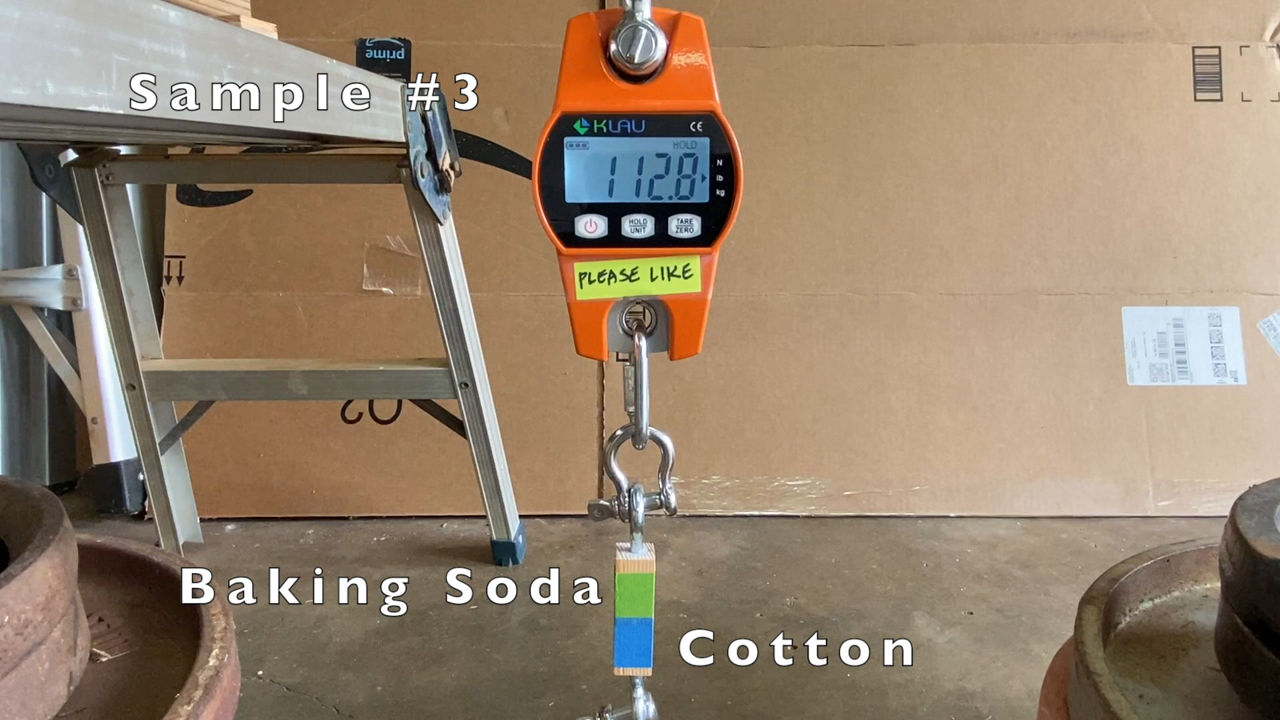 prime
Sample #3
KLAU
CE
HOLD
112.8
N
lb
kg
HOLD
UNIT
TARE
ZERO
PLEASE LIKE
Baking Soda
Cotton